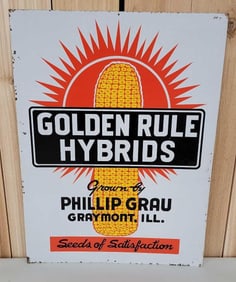 GOLDEN RULE
HYBRIDS
Grown by
PHILLIP GRAU
GRAYMONT, ILL.
Seeds of Satisfaction